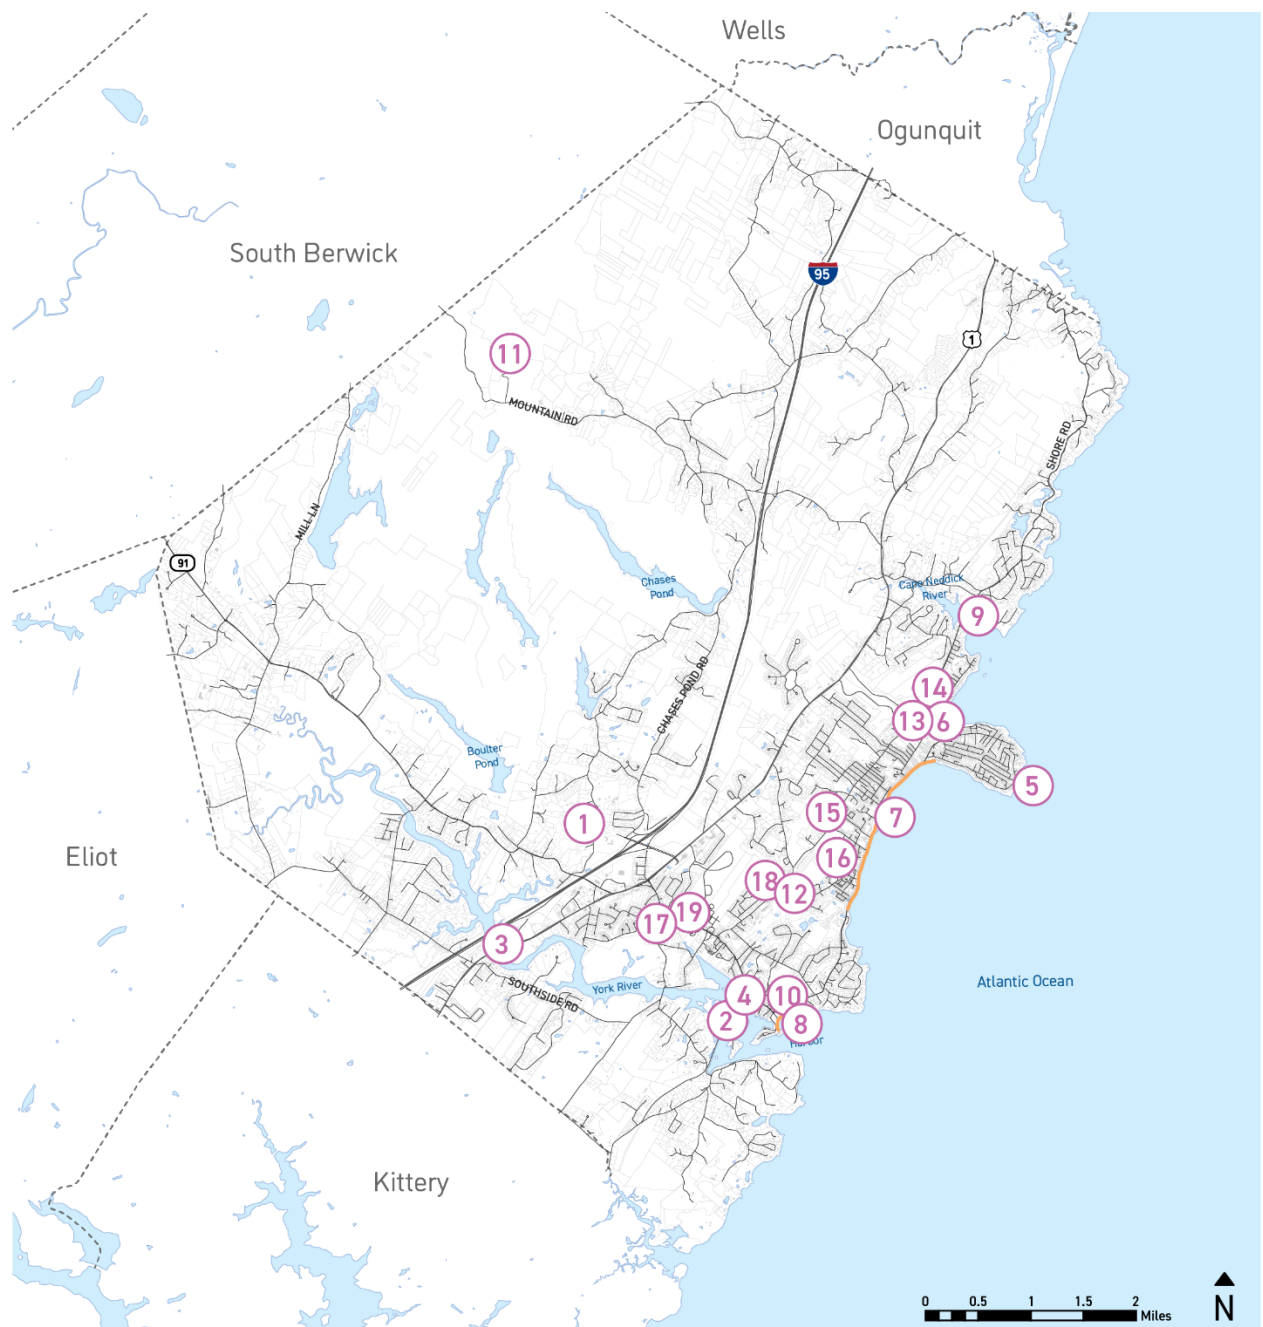 Wells
Ogunquit
South Berwick
95
1
11
MOUNTAIN RD
SHORE RD
MILL LN
91
Chases
Pond
Cape Neddick
River
9
CHASES POND RD
14
13
6
Boulter
Pond
5
15
7
1
16
Eliot
18
12
19
17
3
Atlantic Ocean
SOUTHSIDE RD
York River
4
10
2
8
Harbor
Kittery
0
0.5
1
1.5
2
Miles
N